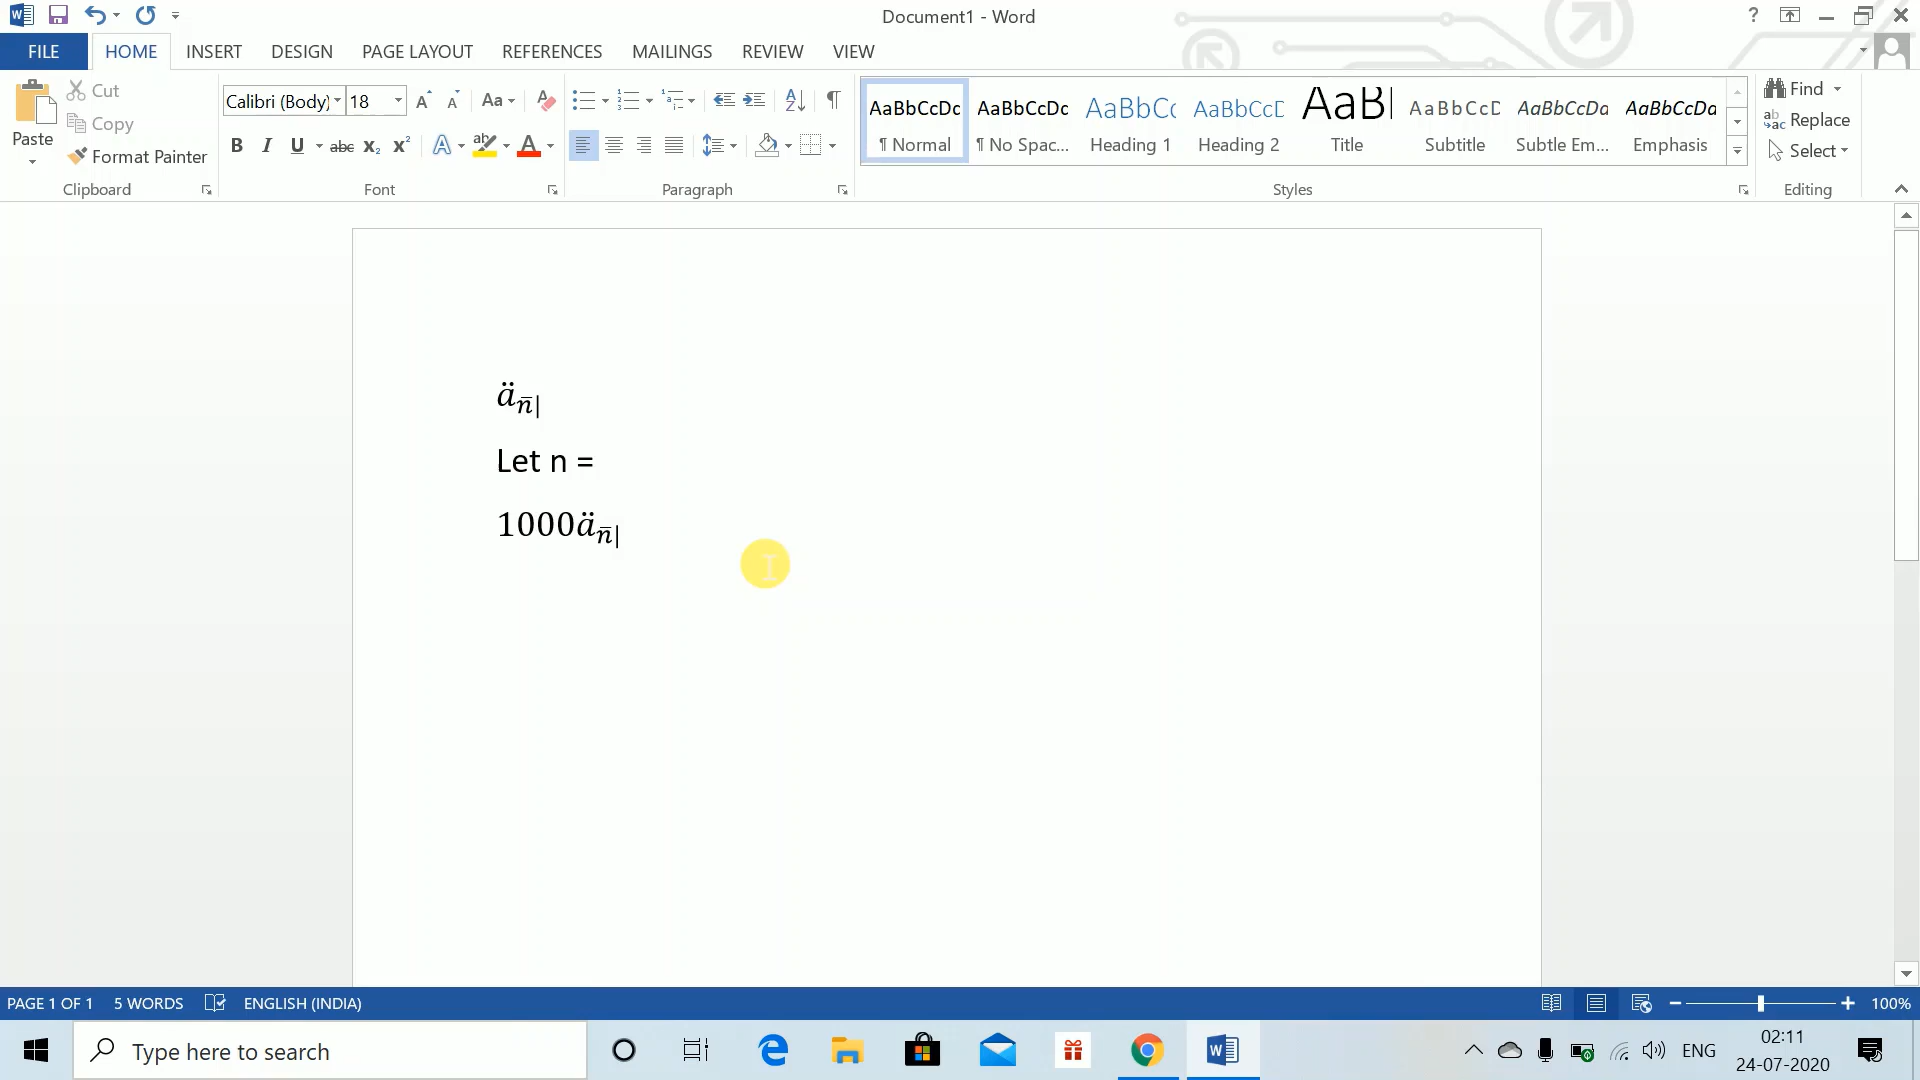 Document1 - Word
FILE HOME INSERT DESIGN PAGE LAYOUT REFERENCES MAILINGS REVIEW VIEW
Paste
Cut
Copy
Format Painter
Clipboard
Calibri (Body) 18
Font
Paragraph
AaBbCcDc AaBbCcDc AaBbCc AaBbCcD AaB AaBbCcD AaBbCcDa AaBbCcDa
¶ Normal ¶ No Spac... Heading 1 Heading 2 Title Subtitle Subtle Em... Emphasis
Styles
Find
Replace
Select
Editing
ä_n̅|
Let n =
1000ä_n̅|
PAGE 1 OF 1 5 WORDS ENGLISH (INDIA) 100%
Type here to search
ENG
02:11
24-07-2020